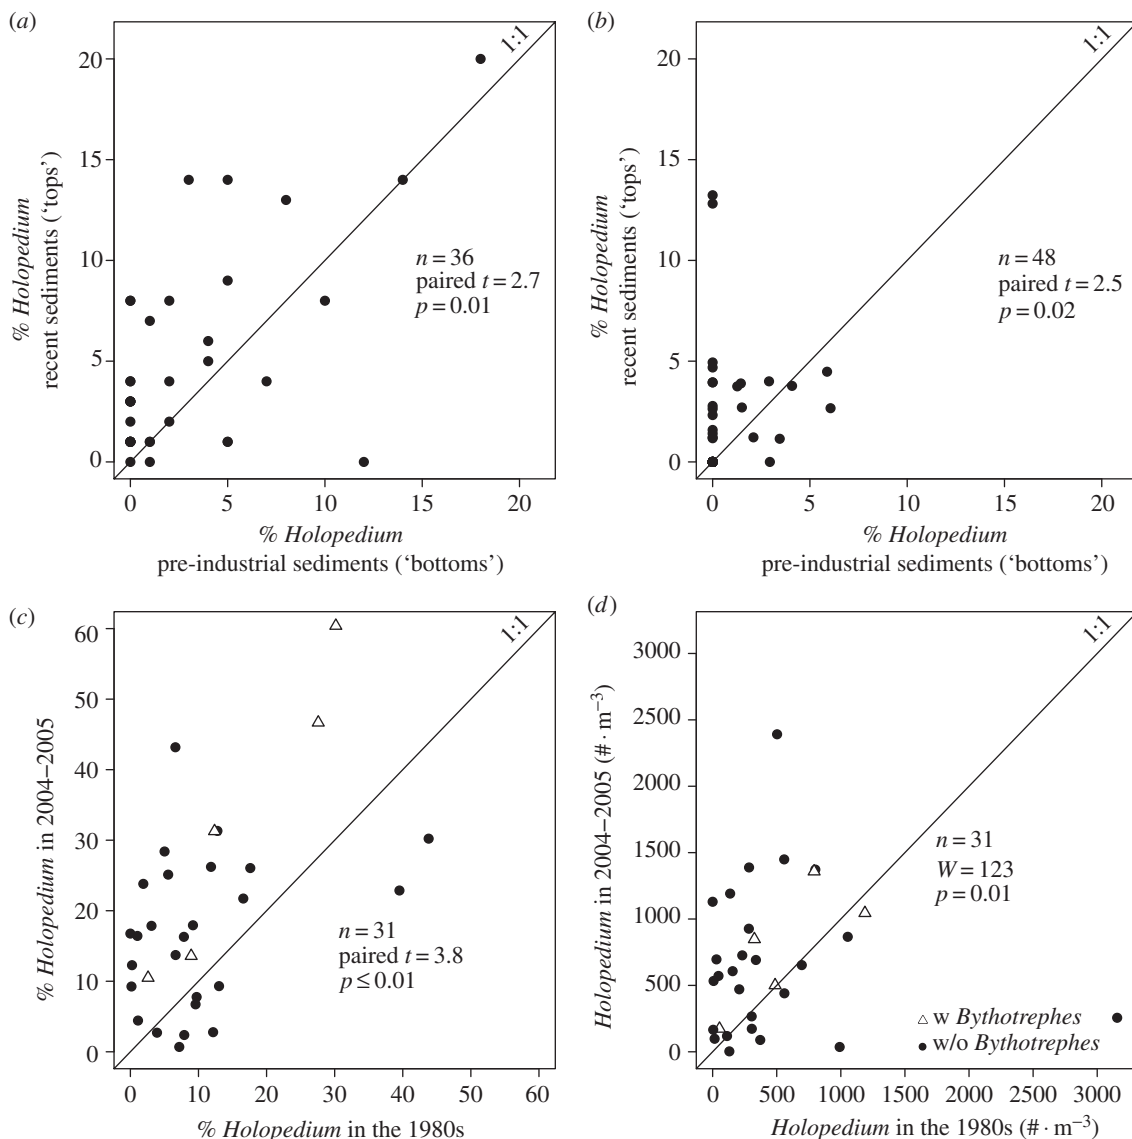 (a)
1:1
20
15
10
5
0
% Holopedium
recent sediments (‘tops’)
n = 36
paired t = 2.7
p = 0.01
0 5 10 15 20
% Holopedium
pre-industrial sediments (‘bottoms’)
(b)
1:1
20
15
10
5
0
% Holopedium
recent sediments (‘tops’)
n = 48
paired t = 2.5
p = 0.02
0 5 10 15 20
% Holopedium
pre-industrial sediments (‘bottoms’)
(c)
1:1
60
50
40
30
20
10
0
% Holopedium in 2004–2005
n = 31
paired t = 3.8
p ≤ 0.01
0 10 20 30 40 50 60
% Holopedium in the 1980s
(d)
1:1
3000
2500
2000
1500
1000
500
0
Holopedium in 2004–2005 (# · m⁻³)
n = 31
W = 123
p = 0.01
△ w Bythotrephes
● w/o Bythotrephes
0 500 1000 1500 2000 2500 3000
Holopedium in the 1980s (# · m⁻³)